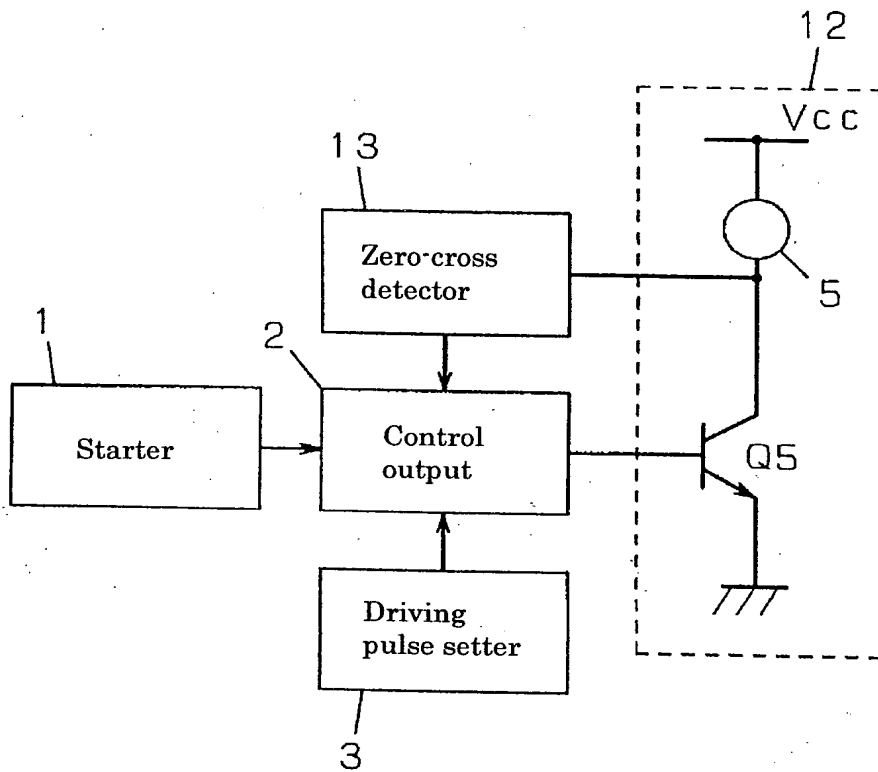 12
Vcc
13
Zero-cross
detector
5
1
2
Starter
Control
output
Q5
Driving
pulse setter
3